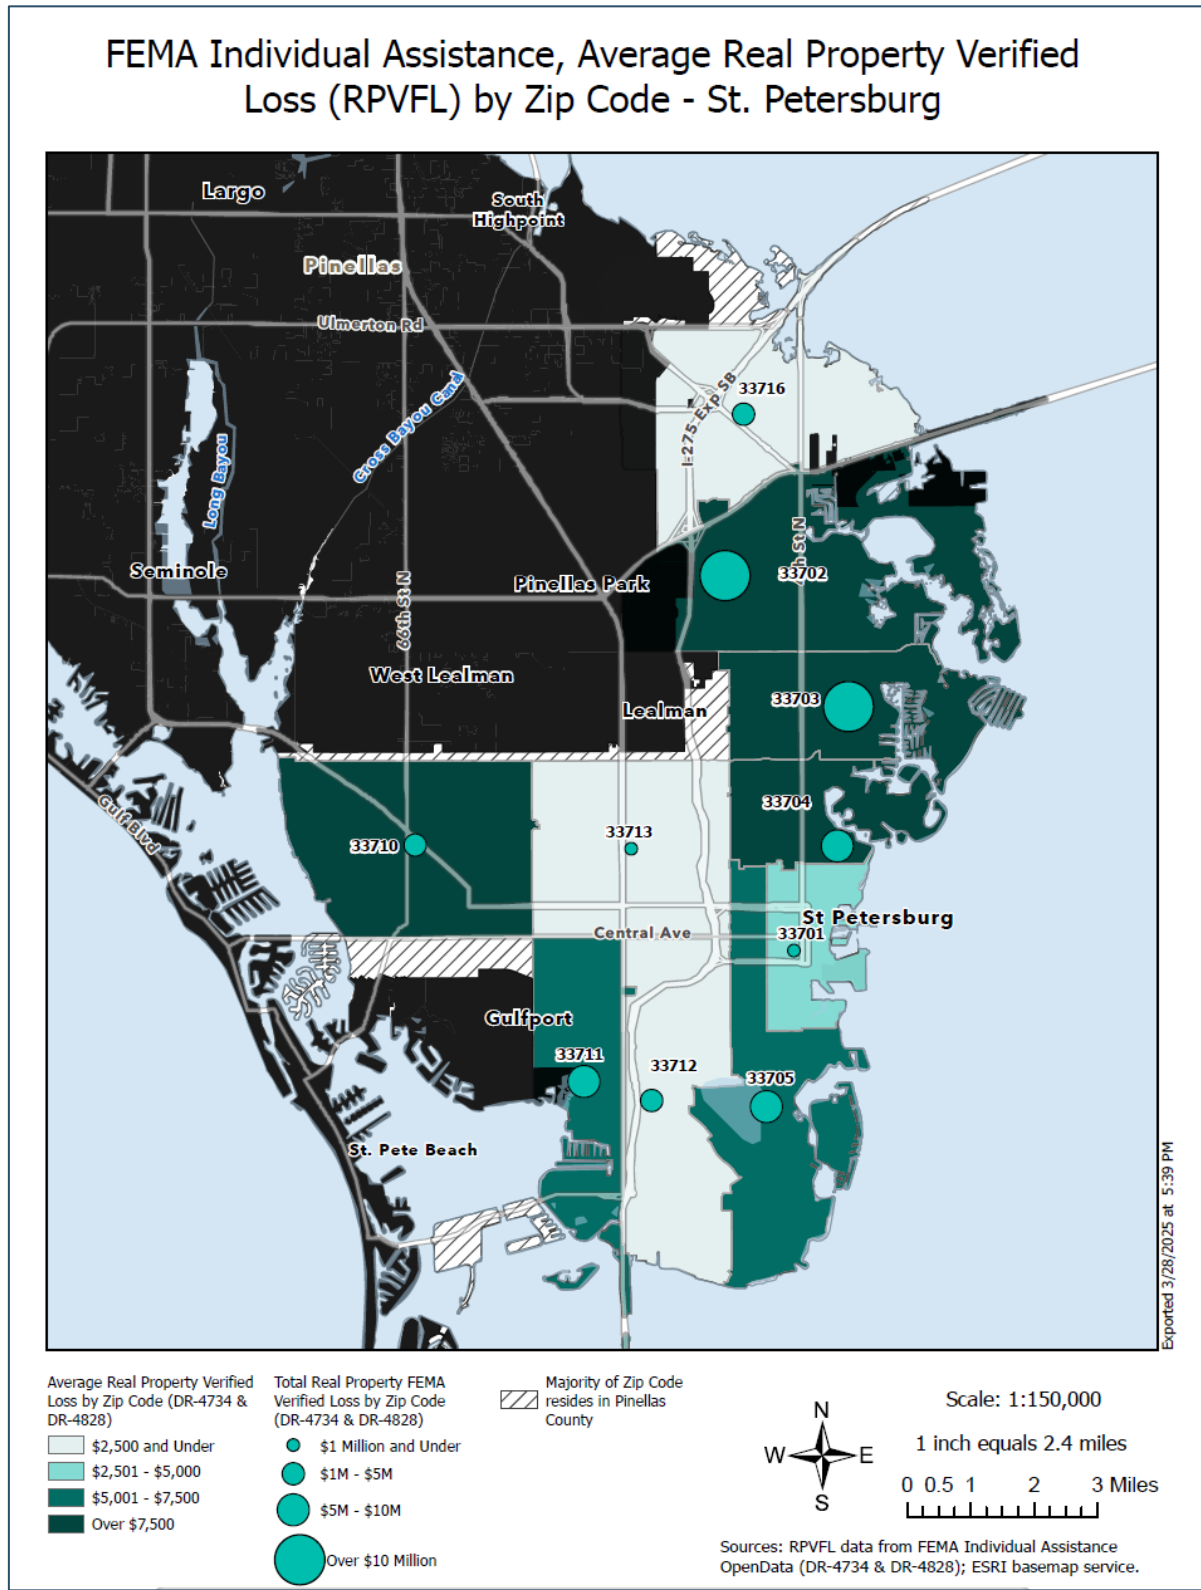 FEMA Individual Assistance, Average Real Property Verified
Loss (RPVFL) by Zip Code - St. Petersburg
Largo
South
Highpoint
Pinellas
Ulmerton Rd
33716
I-275-Exp SB
Cross Bayou Canal
Long Bayou
Seminole
Pinellas Park
33702
66th St N
West Lealman
Lealman
33703
Gulf Blvd
33704
33713
33710
St Petersburg
Central Ave
33701
Gulfport
33711
33712
33705
St. Pete Beach
Exported 3/28/2025 at 5:39 PM
Average Real Property Verified
Loss by Zip Code (DR-4734 &
DR-4828)
$2,500 and Under
$2,501 - $5,000
$5,001 - $7,500
Over $7,500
Total Real Property FEMA
Verified Loss by Zip Code
(DR-4734 & DR-4828)
$1 Million and Under
$1M - $5M
$5M - $10M
Over $10 Million
Majority of Zip Code
resides in Pinellas
County
N
W E
S
Scale: 1:150,000
1 inch equals 2.4 miles
0 0.5 1 2 3 Miles
Sources: RPVFL data from FEMA Individual Assistance
OpenData (DR-4734 & DR-4828); ESRI basemap service.